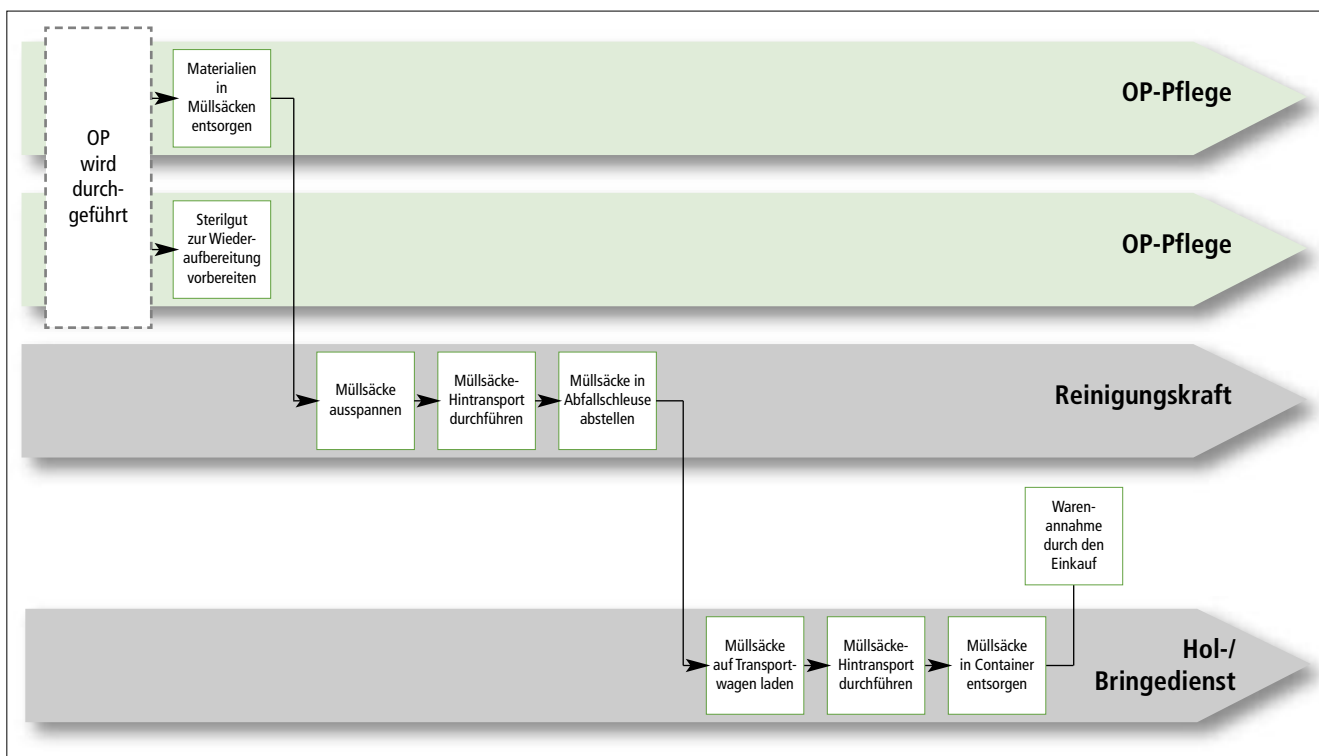 OP
wird
durch-
geführt
Materialien
in
Müllsäcken
entsorgen
OP-Pflege
Sterilgut
zur Wieder-
aufbereitung
vorbereiten
OP-Pflege
Müllsäcke
ausspannen
Müllsäcke-
Hintransport
durchführen
Müllsäcke in
Abfallschleuse
abstellen
Reinigungskraft
Waren-
annahme
durch den
Einkauf
Müllsäcke
auf Transport-
wagen laden
Müllsäcke-
Hintransport
durchführen
Müllsäcke
in Container
entsorgen
Hol-/
Bringedienst